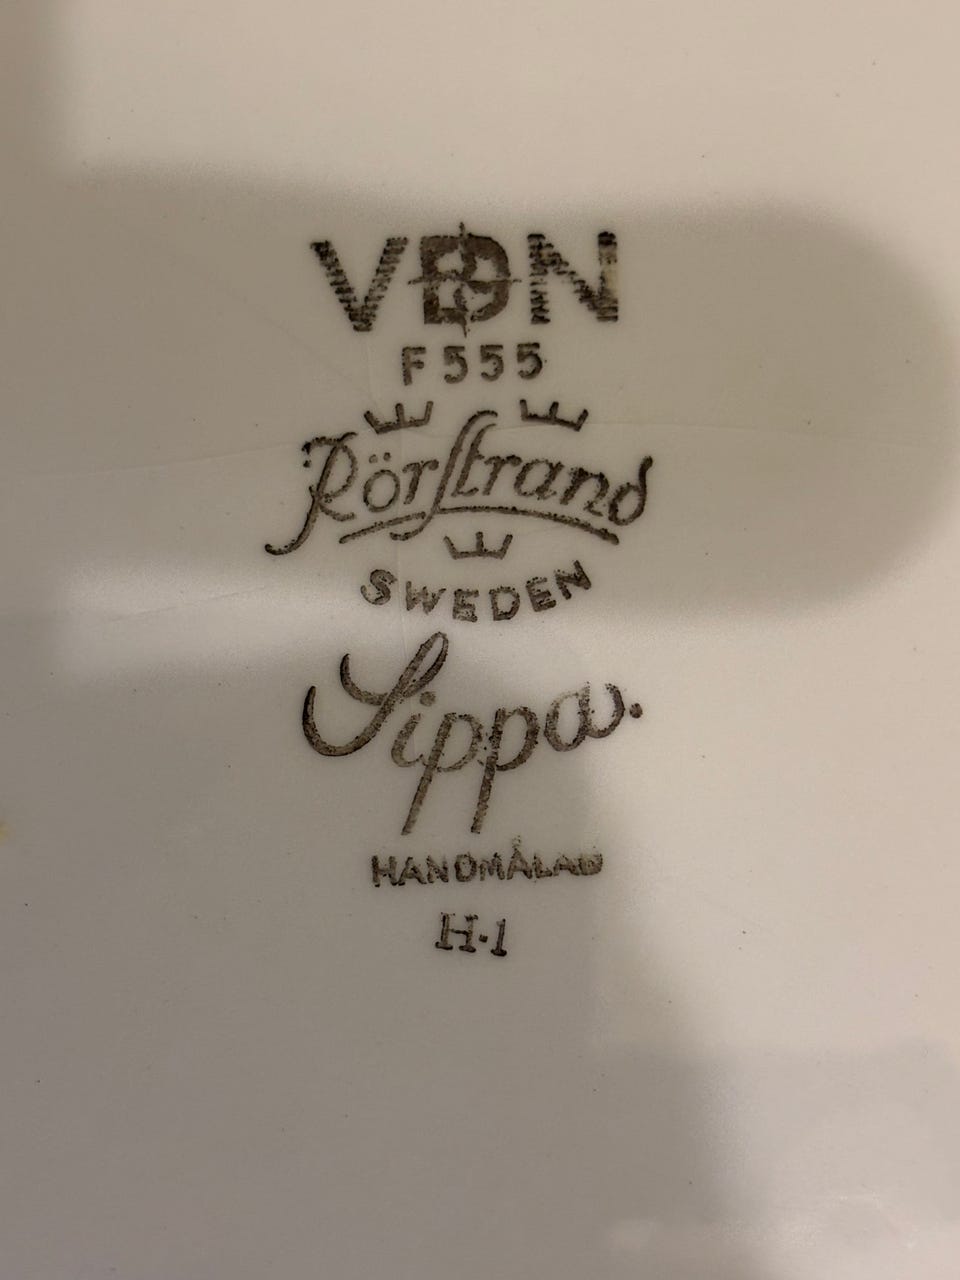 VDN
F555
Rörstrand
SWEDEN
Sippa.
HANDMÅLAD
H-1